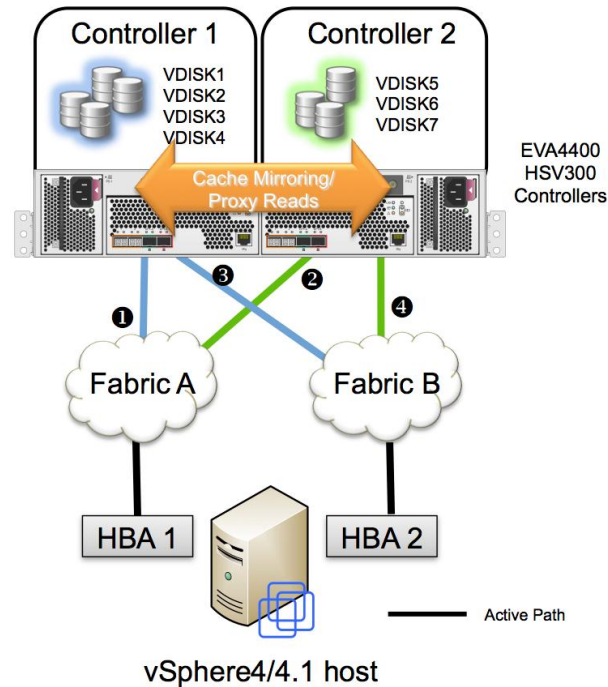 Controller 1
Controller 2
VDISK1
VDISK2
VDISK3
VDISK4
VDISK5
VDISK6
VDISK7
Cache Mirroring/
Proxy Reads
EVA4400
HSV300
Controllers
1
3
2
4
Fabric A
Fabric B
HBA 1
HBA 2
Active Path
vSphere4/4.1 host